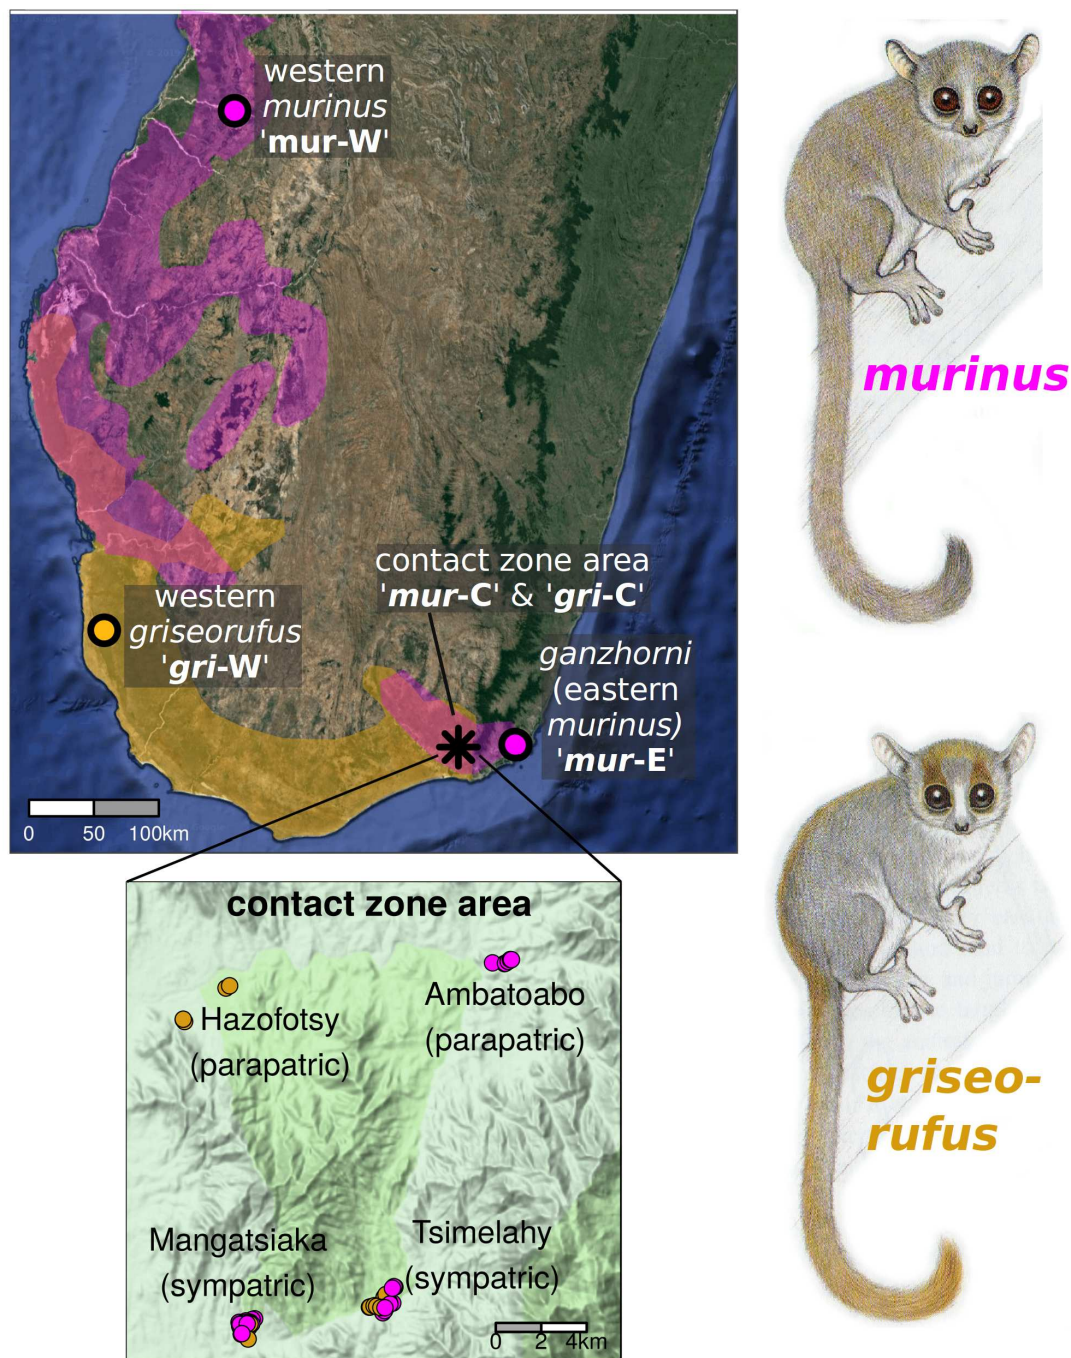 western
murinus
'mur-W'
murinus
contact zone area
'mur-C' & 'gri-C'
western
griseorufus
'gri-W'
ganzhorni
(eastern
murinus)
'mur-E'
0 50 100km
contact zone area
Ambatoabo
(parapatric)
Hazofotsy
(parapatric)
griseo-
rufus
Mangatsiaka
(sympatric)
Tsimelahy
(sympatric)
0 2 4km